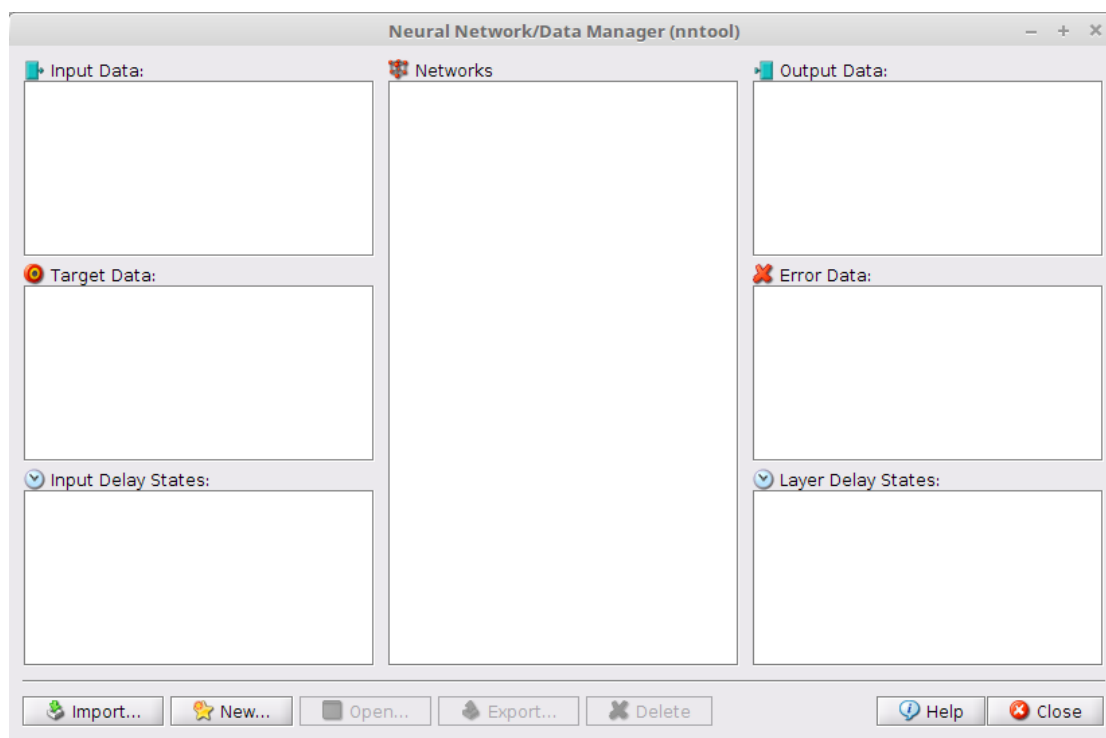 Neural Network/Data Manager (nntool)
Input Data:
Networks
Output Data:
Target Data:
Error Data:
Input Delay States:
Layer Delay States:
Import...
New...
Open...
Export...
Delete
Help
Close